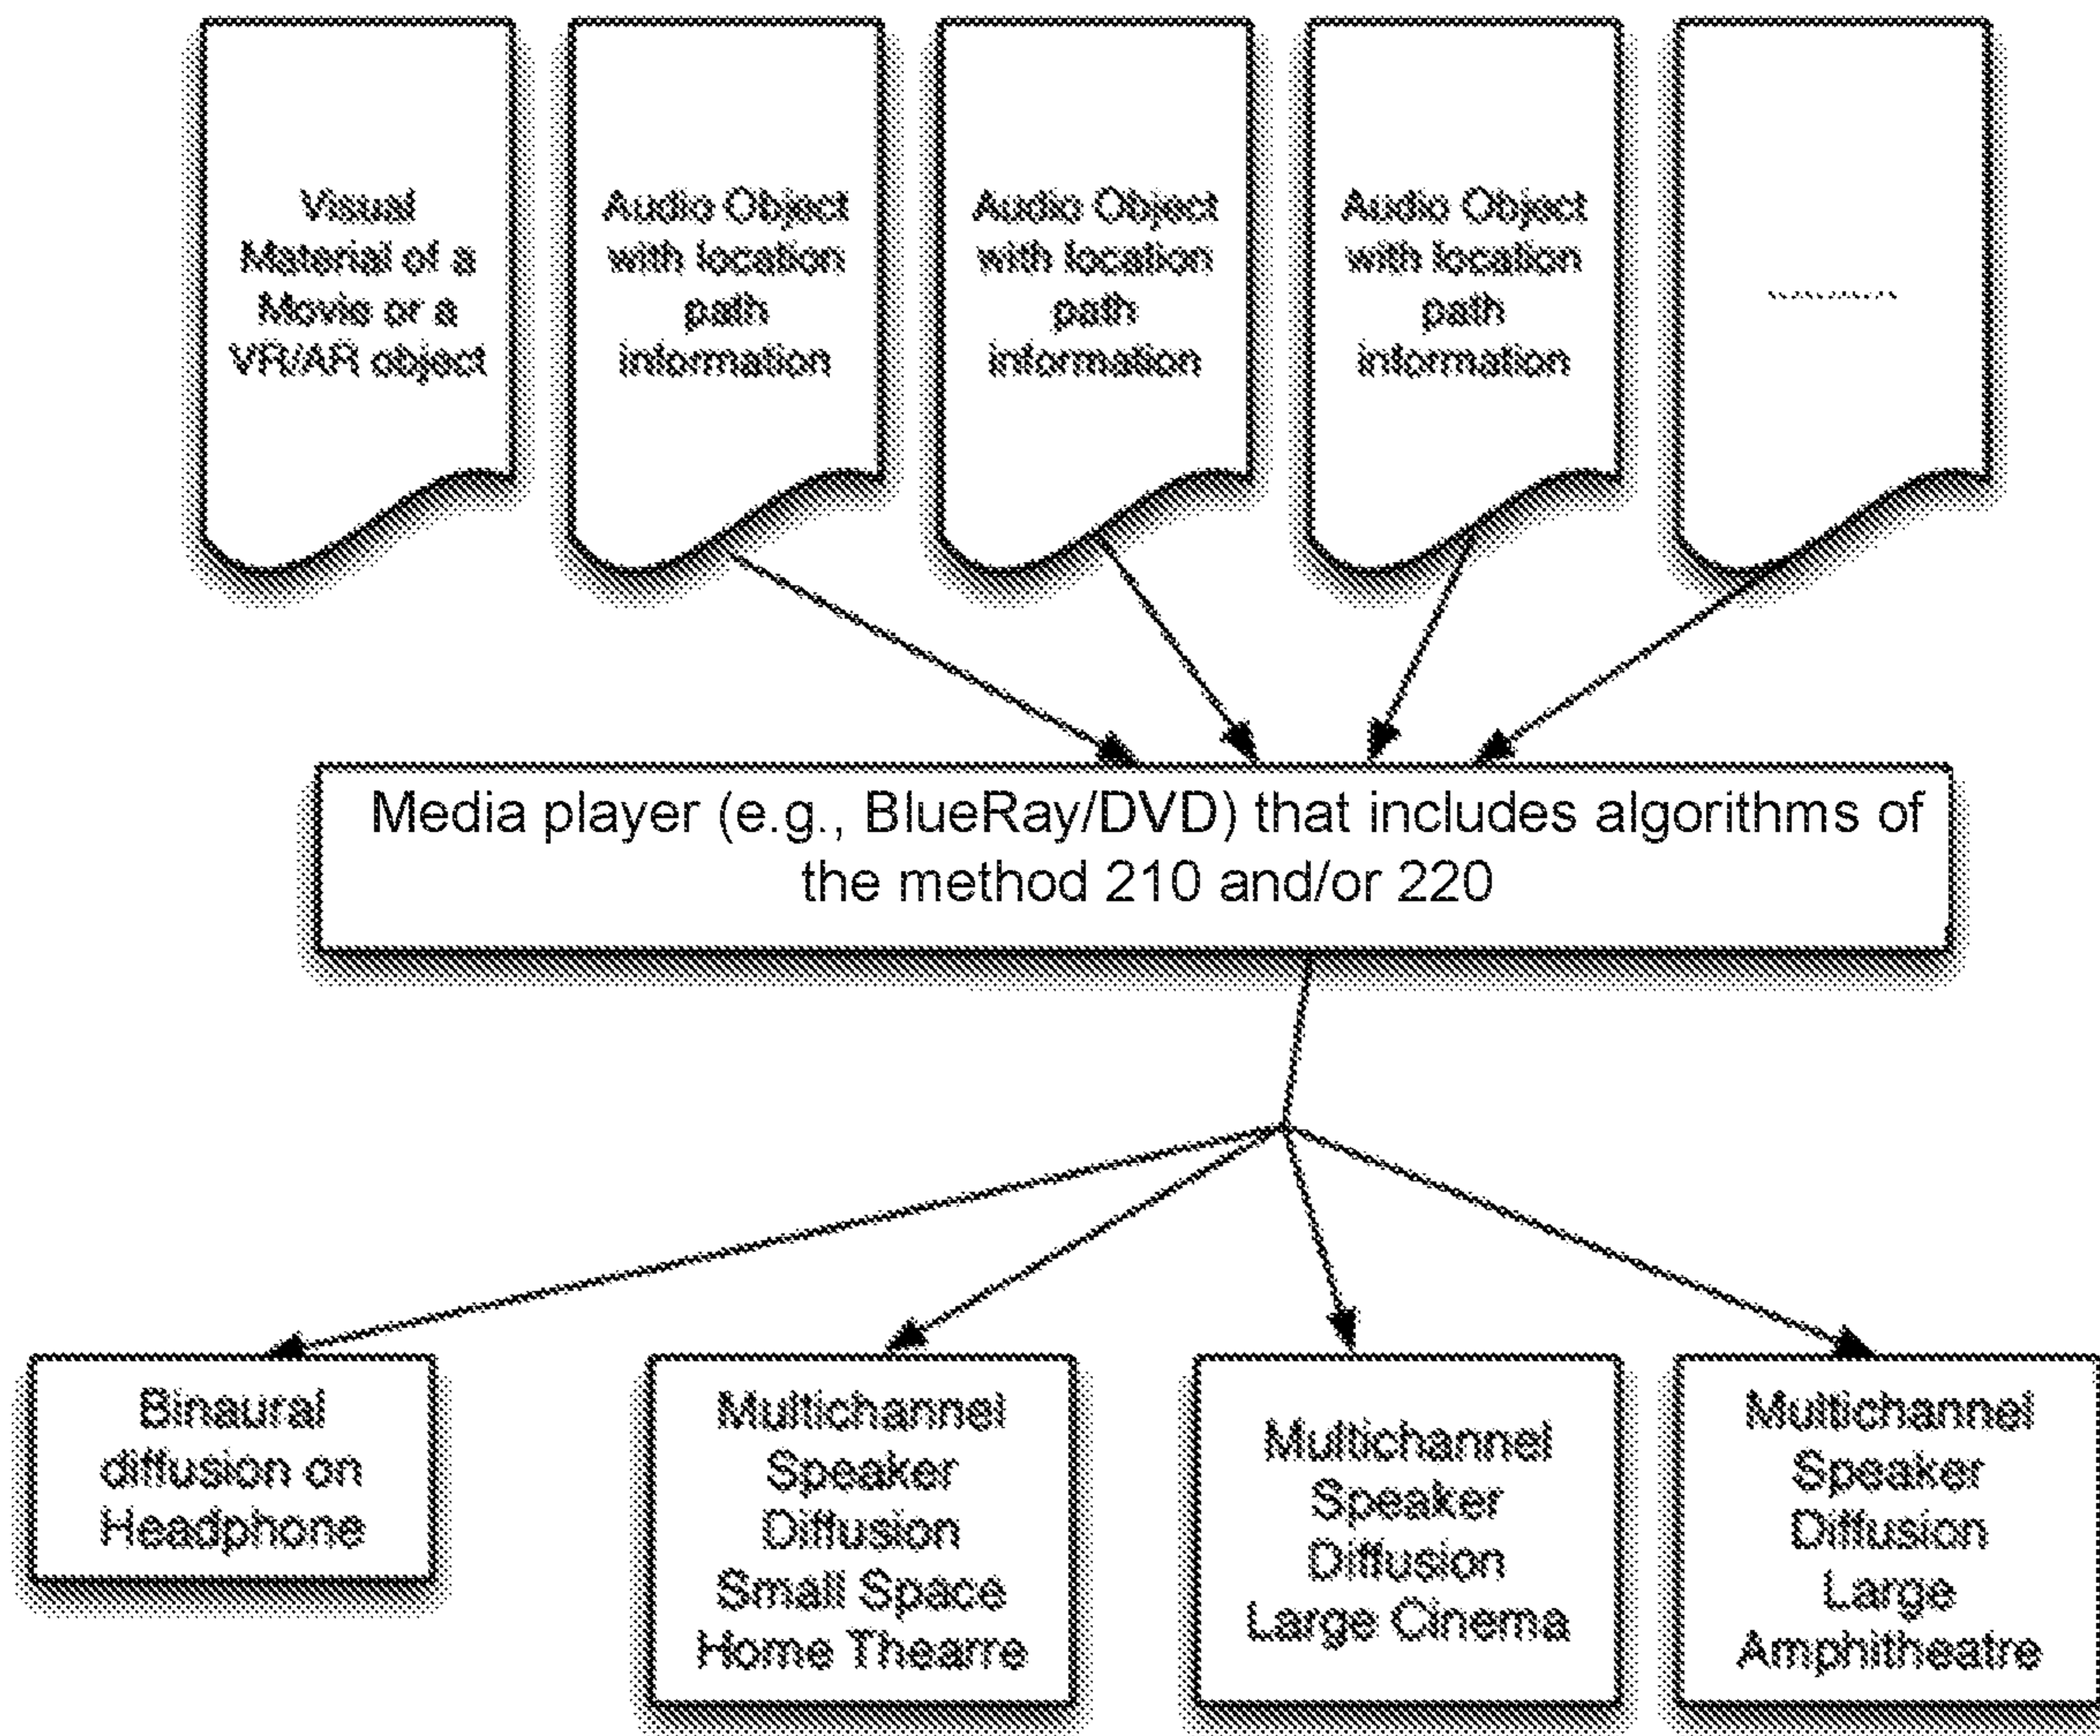 Visual
Material of a
Movie or a
VR/AR object
Audio Object
with location
path
information
Audio Object
with location
path
information
Audio Object
with location
path
information
...........
Media player (e.g., BlueRay/DVD) that includes algorithms of
the method 210 and/or 220
Binaural
diffusion on
Headphone
Multichannel
Speaker
Diffusion
Small Space
Home Thearre
Multichannel
Speaker
Diffusion
Large Cinema
Multichannel
Speaker
Diffusion
Large
Amphitheatre